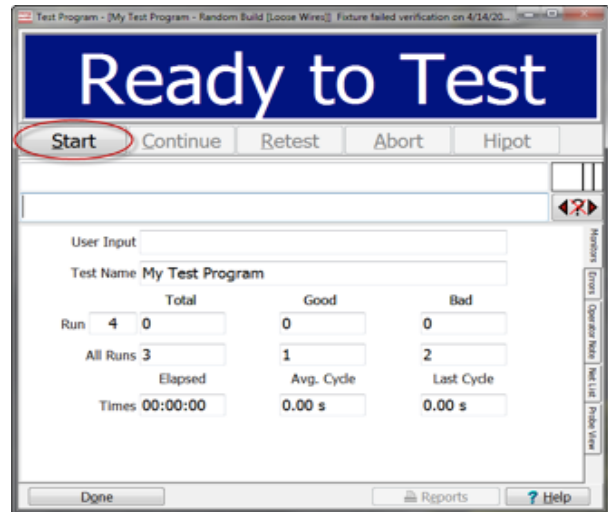 Test Program - [My Test Program - Random Build [Loose Wires]] Fixture failed verification on 4/14/20...
Ready to Test
Start Continue Retest Abort Hipot
User Input
Test Name My Test Program
Total Good Bad
Run 4 0 0 0
All Runs 3 1 2
Elapsed Avg. Cycle Last Cycle
Times 00:00:00 0.00 s 0.00 s
Monitors
Errors
Operator Note
Net List
Probe View
Done Reports ? Help